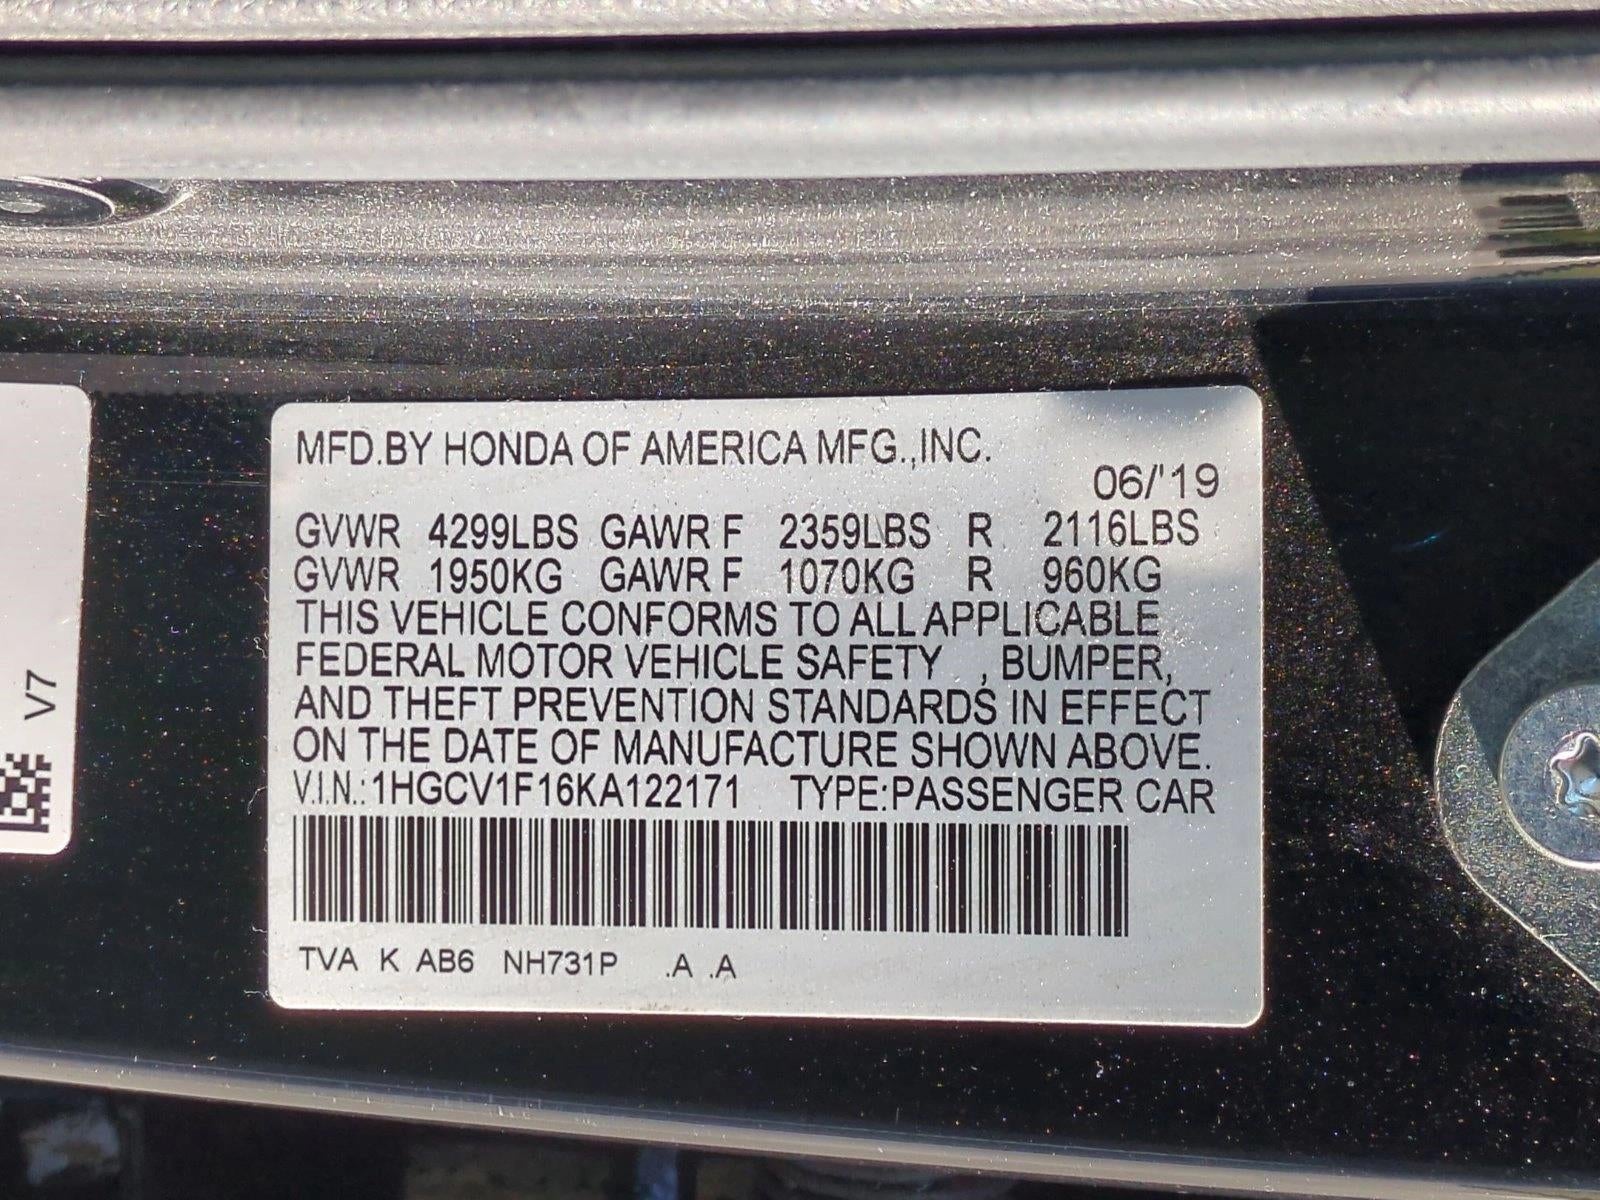 MFD.BY HONDA OF AMERICA MFG.,INC.
06/'19
GVWR 4299LBS GAWR F 2359LBS R 2116LBS
GVWR 1950KG GAWR F 1070KG R 960KG
THIS VEHICLE CONFORMS TO ALL APPLICABLE
FEDERAL MOTOR VEHICLE SAFETY , BUMPER,
AND THEFT PREVENTION STANDARDS IN EFFECT
ON THE DATE OF MANUFACTURE SHOWN ABOVE.
V.I.N.: 1HGCV1F16KA122171 TYPE:PASSENGER CAR
TVA K AB6 NH731P .A .A
V7